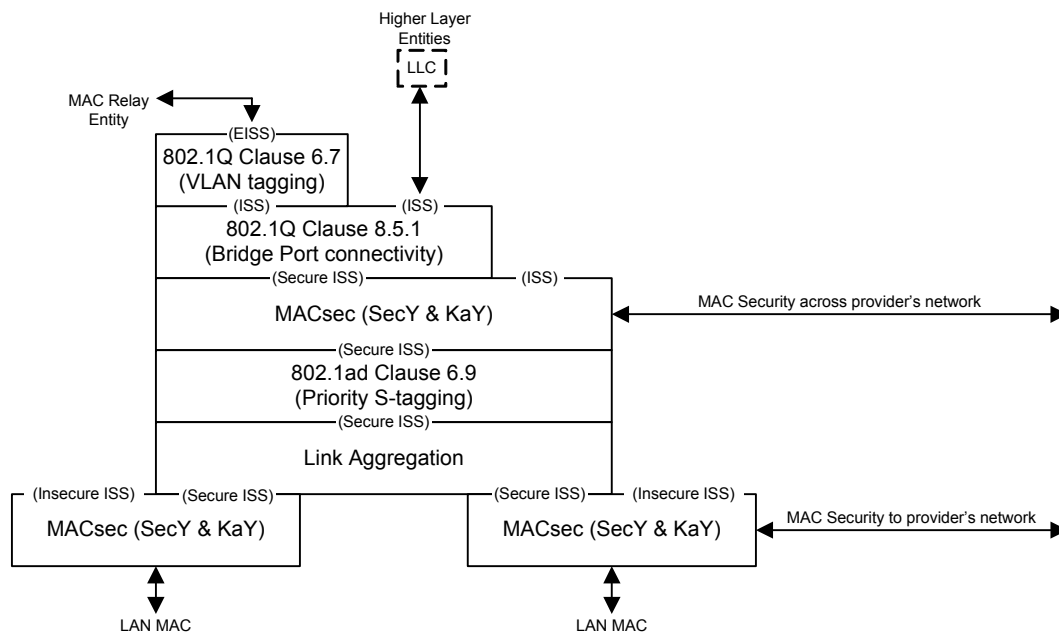 Higher Layer
Entities
LLC
MAC Relay
Entity
(EISS)
802.1Q Clause 6.7
(VLAN tagging)
(ISS)
(ISS)
802.1Q Clause 8.5.1
(Bridge Port connectivity)
(Secure ISS)
(ISS)
MACsec (SecY & KaY)
MAC Security across provider’s network
(Secure ISS)
802.1ad Clause 6.9
(Priority S-tagging)
(Secure ISS)
Link Aggregation
(Insecure ISS)
(Secure ISS)
(Secure ISS)
(Insecure ISS)
MACsec (SecY & KaY)
MACsec (SecY & KaY)
MAC Security to provider’s network
LAN MAC
LAN MAC